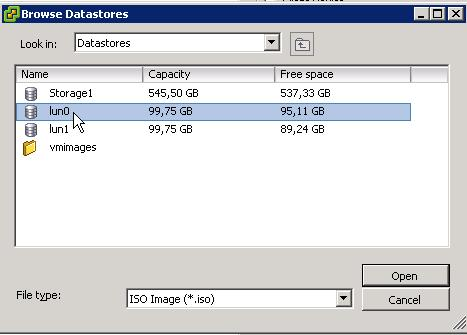 Browse Datastores
Look in: Datastores
Name Capacity Free space
Storage1 545,50 GB 537,33 GB
lun0 99,75 GB 95,11 GB
lun1 99,75 GB 89,24 GB
vmimages
Open
File type: ISO Image (*.iso)
Cancel